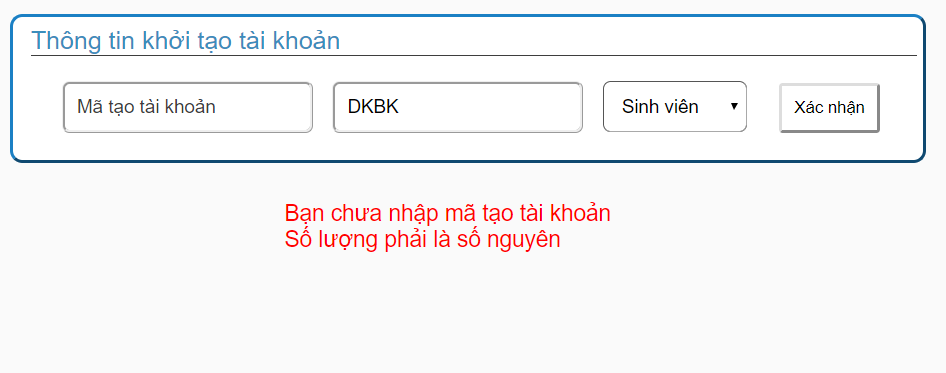 Thông tin khởi tạo tài khoản
Mã tạo tài khoản DKBK Sinh viên Xác nhận
Bạn chưa nhập mã tạo tài khoản
Số lượng phải là số nguyên